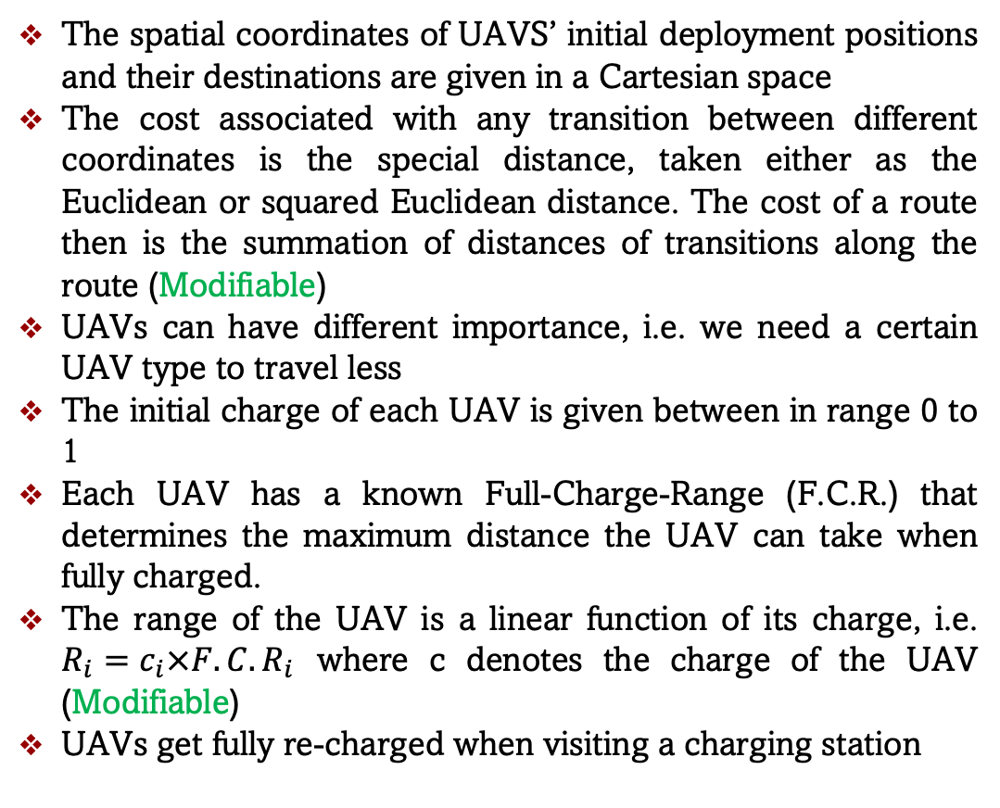 ❖ The spatial coordinates of UAVS’ initial deployment positions
and their destinations are given in a Cartesian space
❖ The cost associated with any transition between different
coordinates is the special distance, taken either as the
Euclidean or squared Euclidean distance. The cost of a route
then is the summation of distances of transitions along the
route (Modifiable)
❖ UAVs can have different importance, i.e. we need a certain
UAV type to travel less
❖ The initial charge of each UAV is given between in range 0 to
1
❖ Each UAV has a known Full-Charge-Range (F.C.R.) that
determines the maximum distance the UAV can take when
fully charged.
❖ The range of the UAV is a linear function of its charge, i.e.
𝑅𝑖 = 𝑐𝑖×𝐹. 𝐶. 𝑅𝑖 where c denotes the charge of the UAV
(Modifiable)
❖ UAVs get fully re-charged when visiting a charging station